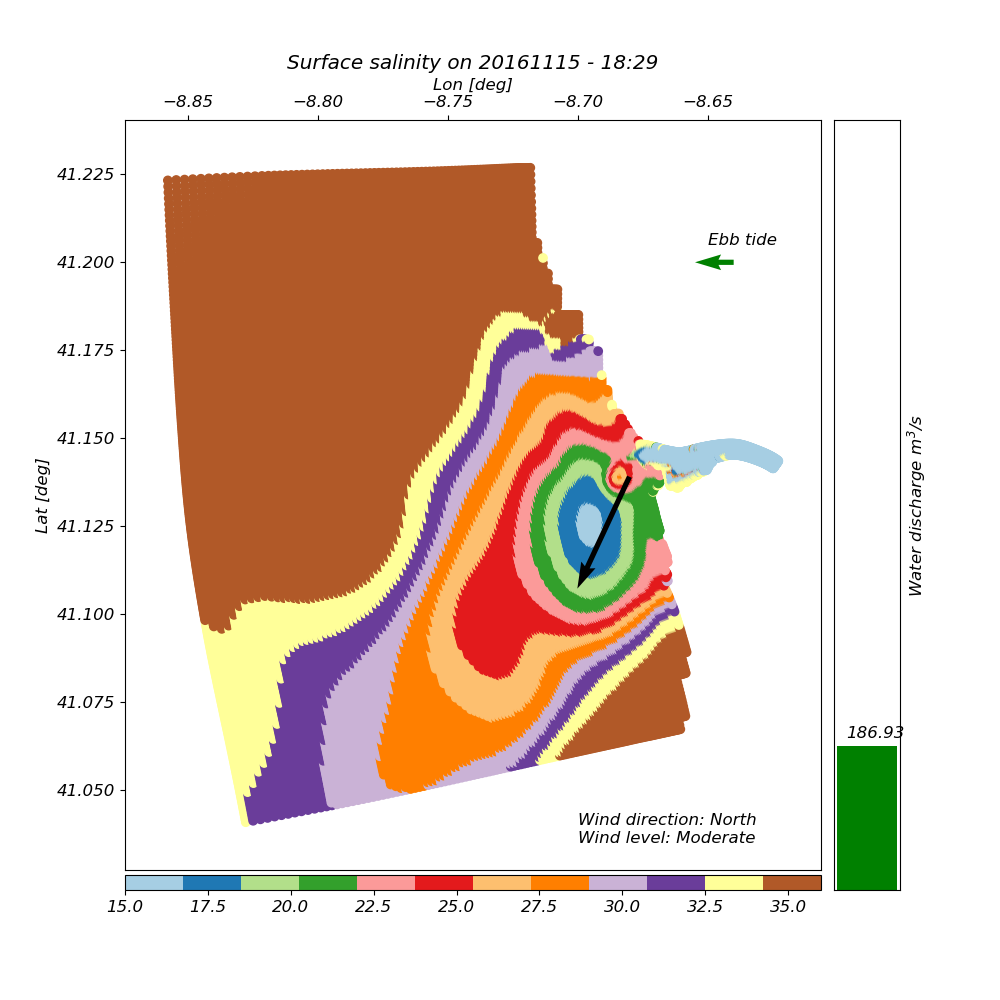 Surface salinity on 20161115 - 18:29
Lon [deg]
−8.85 −8.80 −8.75 −8.70 −8.65
41.225
41.200
41.175
41.150
41.125
41.100
41.075
41.050
Lat [deg]
Ebb tide
Wind direction: North
Wind level: Moderate
186.93
Water discharge m³/s
15.0 17.5 20.0 22.5 25.0 27.5 30.0 32.5 35.0